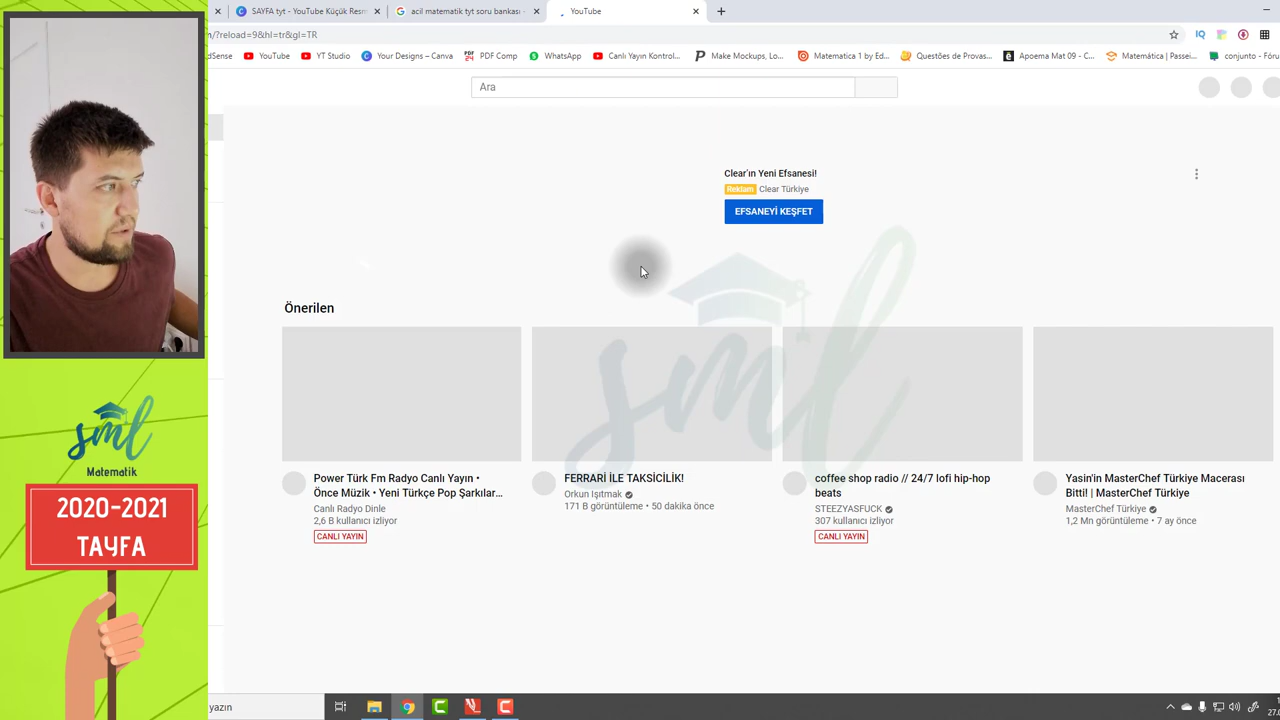 SAYFA tyt - YouTube Küçük Resm
acil matematik tyt soru bankası -
YouTube
/?reload=9&hl=tr&gl=TR
IQ
dSense
YouTube
YT Studio
Your Designs – Canva
PDF Comp
WhatsApp
Canlı Yayın Kontrol...
Make Mockups, Lo...
Matematica 1 by Ed...
Questões de Provas...
Apoema Mat 09 - C...
Matemática | Passei...
conjunto - Fóru
Ara
Clear'ın Yeni Efsanesi!
Reklam Clear Türkiye
EFSANEYİ KEŞFET
Önerilen
Power Türk Fm Radyo Canlı Yayın •
Önce Müzik • Yeni Türkçe Pop Şarkılar...
Canlı Radyo Dinle
2,6 B kullanıcı izliyor
CANLI YAYIN
FERRARİ İLE TAKSİCİLİK!
Orkun Işıtmak
171 B görüntüleme • 50 dakika önce
coffee shop radio // 24/7 lofi hip-hop
beats
STEEZYASFUCK
307 kullanıcı izliyor
CANLI YAYIN
Yasin'in MasterChef Türkiye Macerası
Bitti! | MasterChef Türkiye
MasterChef Türkiye
1,2 Mn görüntüleme • 7 ay önce
sml
sml
Matematik
2020-2021
TAYFA
yazın
27.